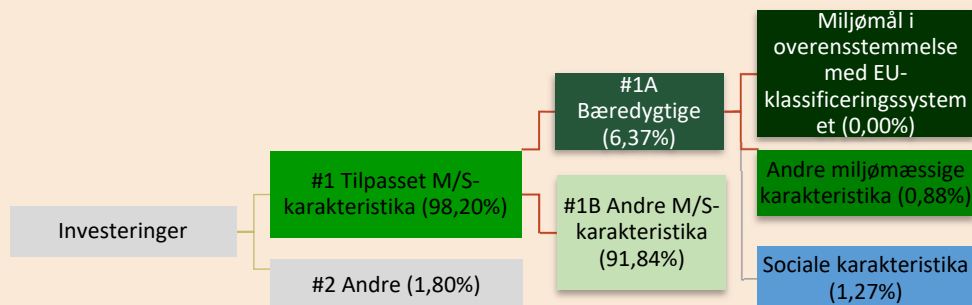 Investeringer
#1 Tilpasset M/S-
karakteristika (98,20%)
#2 Andre (1,80%)
#1A
Bæredygtige
(6,37%)
#1B Andre M/S-
karakteristika
(91,84%)
Miljømål i
overensstemmelse
med EU-
klassificeringssystem
et (0,00%)
Andre miljømæssige
karakteristika (0,88%)
Sociale karakteristika
(1,27%)